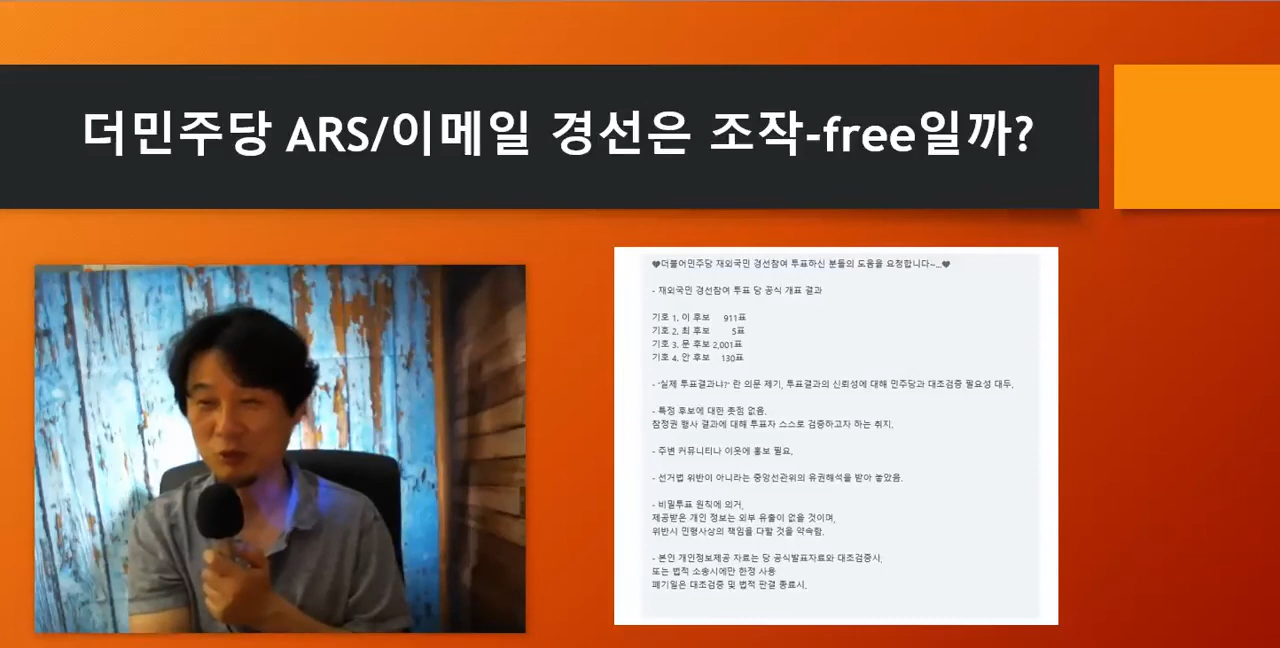 더민주당 ARS/이메일 경선은 조작-free일까?
♥더불어민주당 재외국민 경선참여 투표하신 분들의 도움을 요청합니다~...♥
- 재외국민 경선참여 투표 당 공식 개표 결과
기호 1. 이 후보 911표
기호 2. 최 후보 5표
기호 3. 문 후보 2,001표
기호 4. 안 후보 130표
- '실제 투표결과냐?' 란 의문 제기, 투표결과의 신뢰성에 대해 민주당과 대조검증 필요성 대두.
- 특정 후보에 대한 촛점 없음.
참정권 행사 결과에 대해 투표자 스스로 검증하고자 하는 취지.
- 주변 커뮤니티나 이웃에 홍보 필요.
- 선거법 위반이 아니라는 중앙선관위의 유권해석을 받아 놓았음.
- 비밀투표 원칙에 의거,
제공받은 개인 정보는 외부 유출이 없을 것이며,
위반시 민형사상의 책임을 다할 것을 약속함.
- 본인 개인정보제공 자료는 당 공식발표자료와 대조검증시,
또는 법적 소송시에만 한정 사용
폐기일은 대조검증 및 법적 판결 종료시.